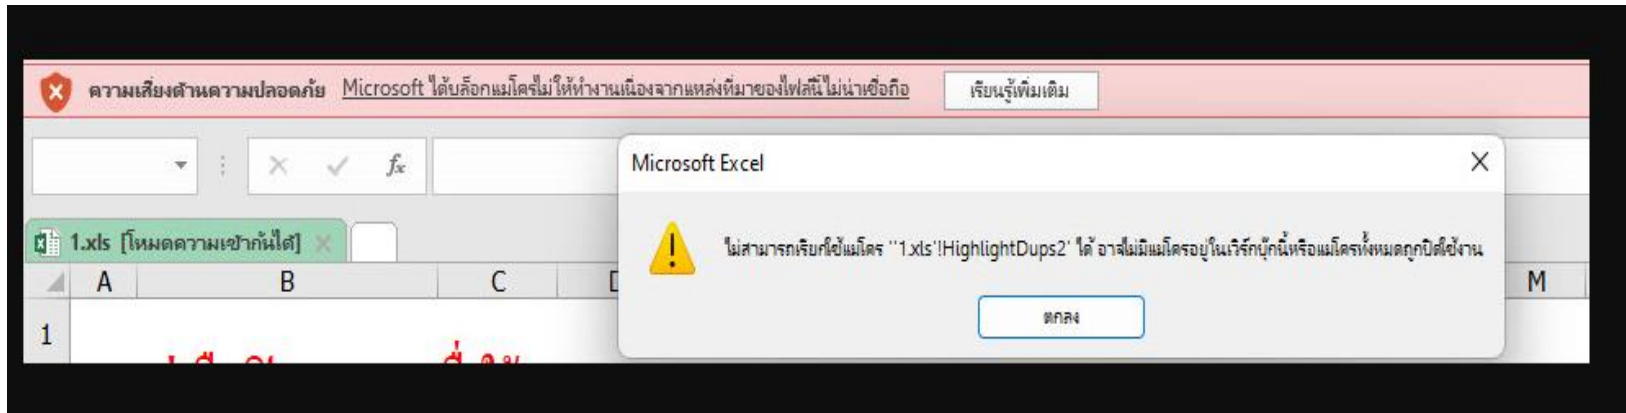 ความเสี่ยงด้านความปลอดภัย Microsoft ได้บล็อกแมโครไม่ให้ทำงานเนื่องจากแหล่งที่มาของไฟล์นี้ไม่น่าเชื่อถือ เรียนรู้เพิ่มเติม
fx
Microsoft Excel
1.xls [โหมดความเข้ากันได้]
ไม่สามารถเรียกใช้แมโคร ''1.xls'!HighlightDups2' ได้ อาจไม่มีแมโครอยู่ในเวิร์กบุ๊กนี้หรือแมโครทั้งหมดถูกปิดใช้งาน
ตกลง
A B C D M
1